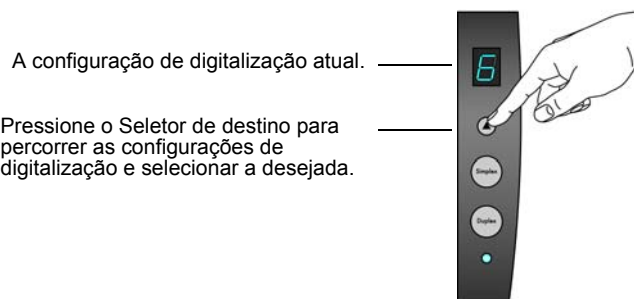 A configuração de digitalização atual.
6
Pressione o Seletor de destino para
percorrer as configurações de
digitalização e selecionar a desejada.
Simplex
Duplex